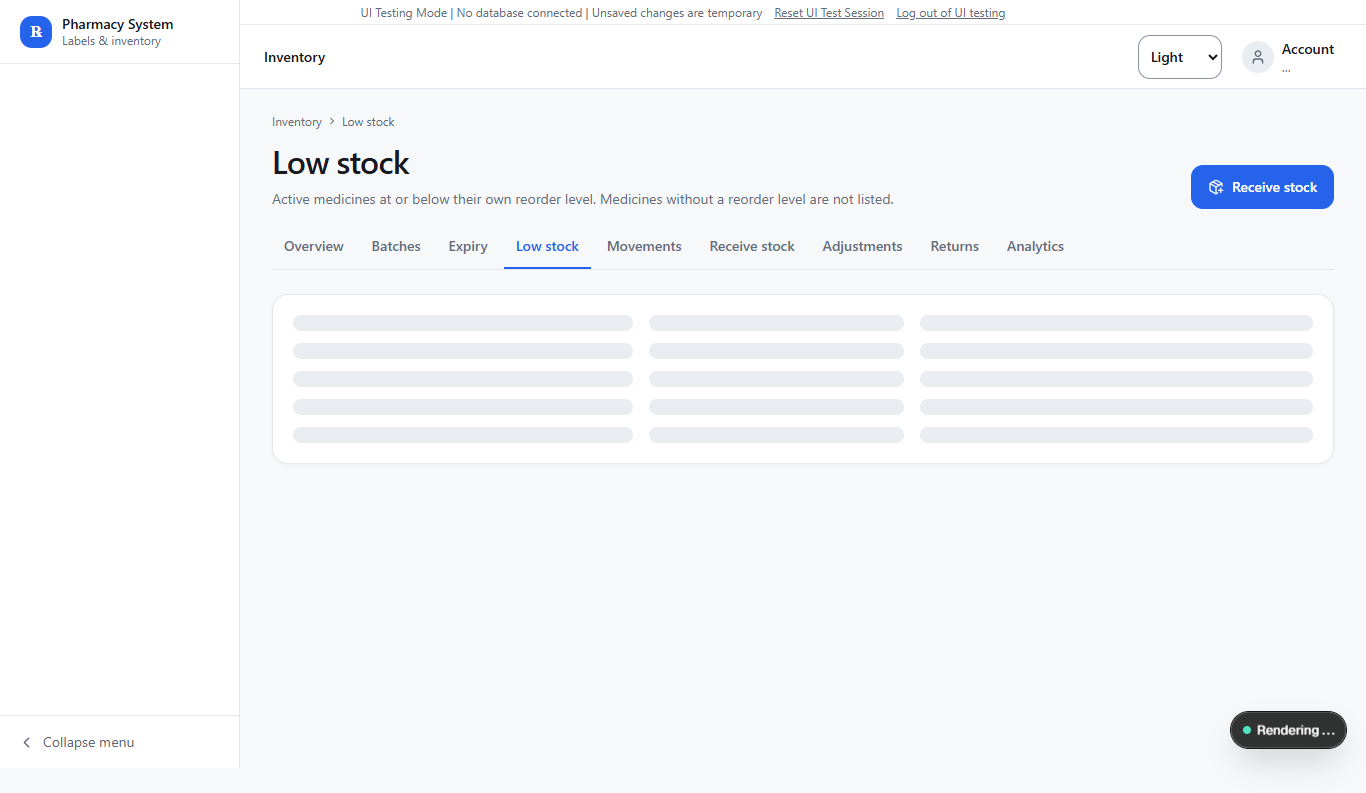 UI Testing Mode | No database connected | Unsaved changes are temporary Reset UI Test Session Log out of UI testing
Pharmacy System
Labels & inventory
Inventory
Light
Account
...
Inventory > Low stock
Low stock
Active medicines at or below their own reorder level. Medicines without a reorder level are not listed.
Receive stock
Overview Batches Expiry Low stock Movements Receive stock Adjustments Returns Analytics
Collapse menu
Rendering ...